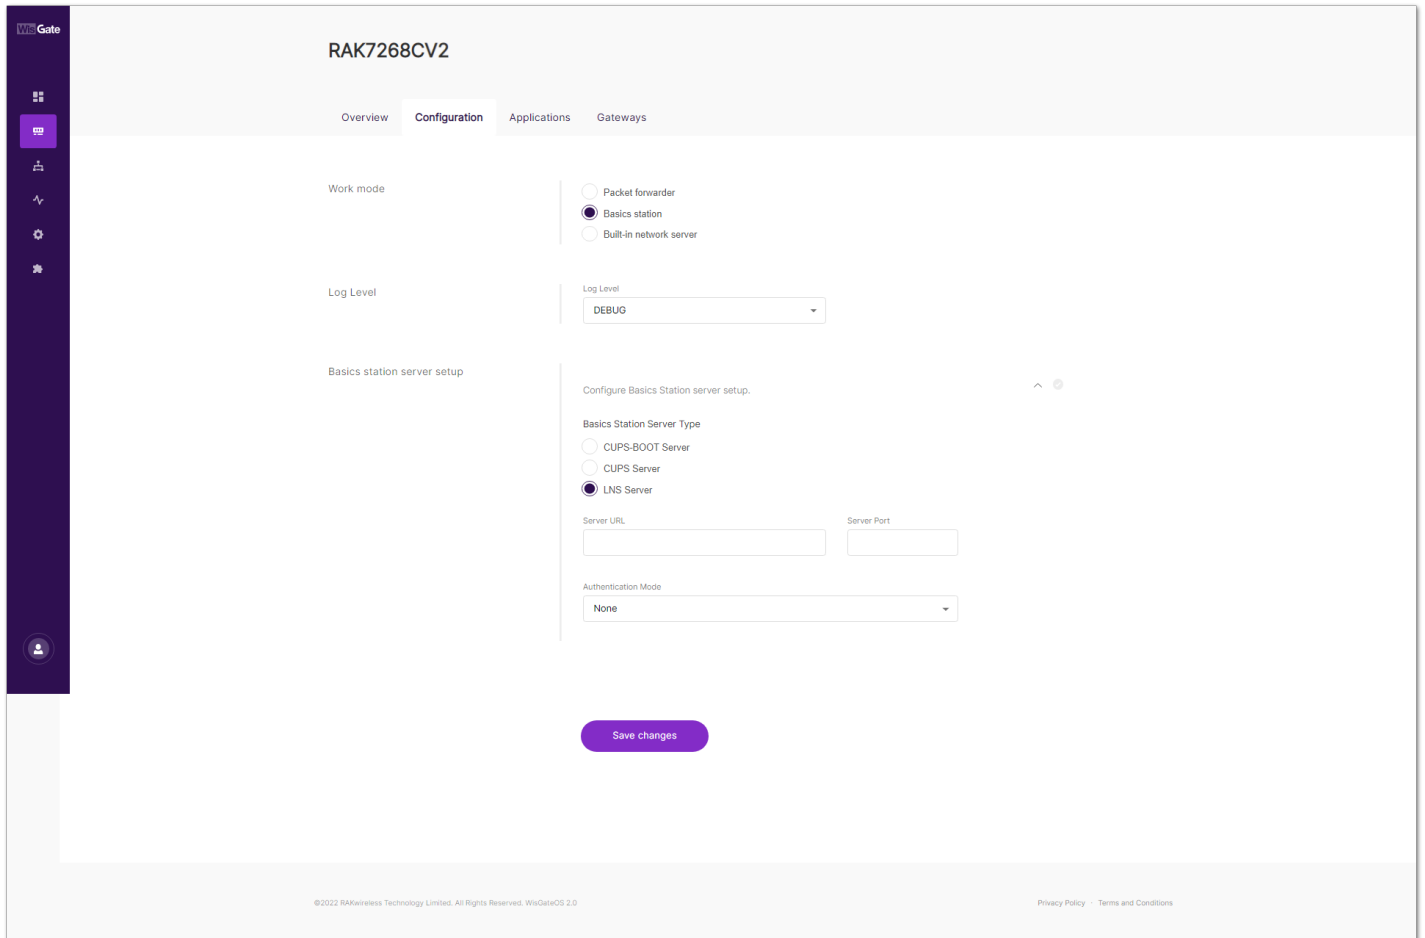 WisGate
RAK7268CV2
Overview Configuration Applications Gateways
Work mode
Packet forwarder
Basics station
Built-in network server
Log Level
Log Level
DEBUG
Basics station server setup
Configure Basics Station server setup.
Basics Station Server Type
CUPS-BOOT Server
CUPS Server
LNS Server
Server URL Server Port
Authentication Mode
None
Save changes
©2022 RAKwireless Technology Limited. All Rights Reserved. WisGateOS 2.0
Privacy Policy · Terms and Conditions